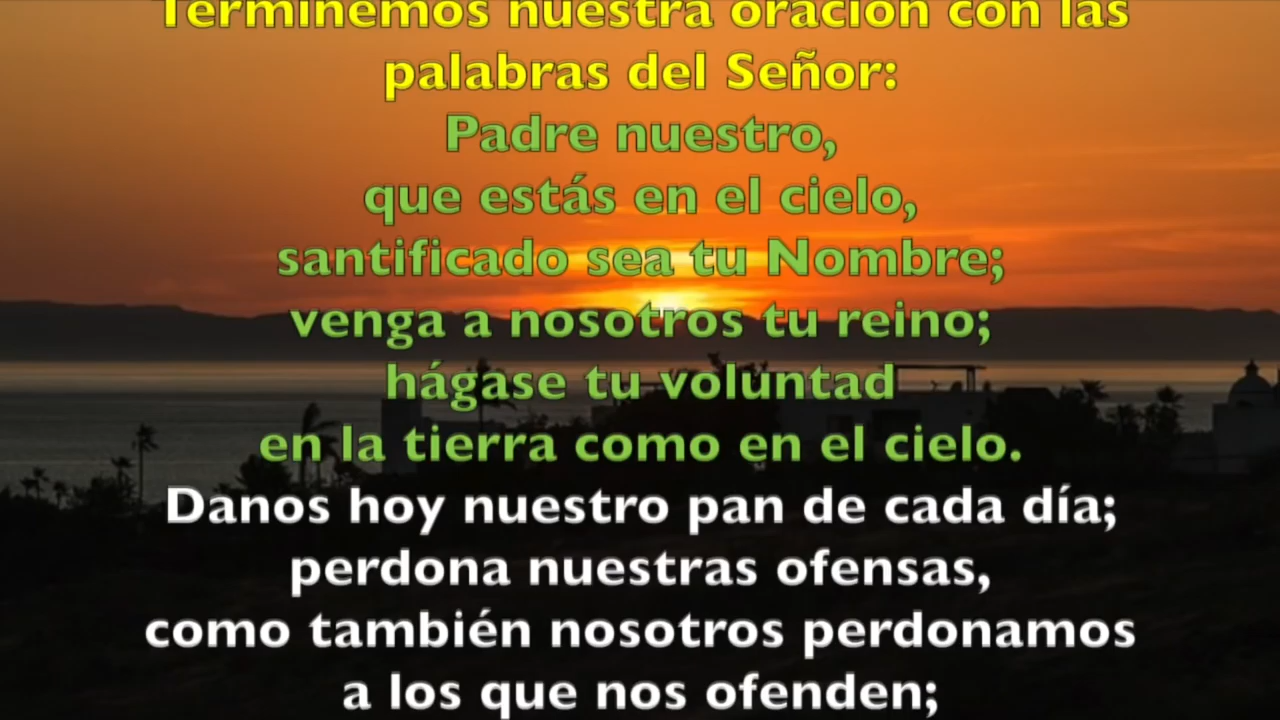 Terminemos nuestra oración con las
palabras del Señor:
Padre nuestro,
que estás en el cielo,
santificado sea tu Nombre;
venga a nosotros tu reino;
hágase tu voluntad
en la tierra como en el cielo.
Danos hoy nuestro pan de cada día;
perdona nuestras ofensas,
como también nosotros perdonamos
a los que nos ofenden;